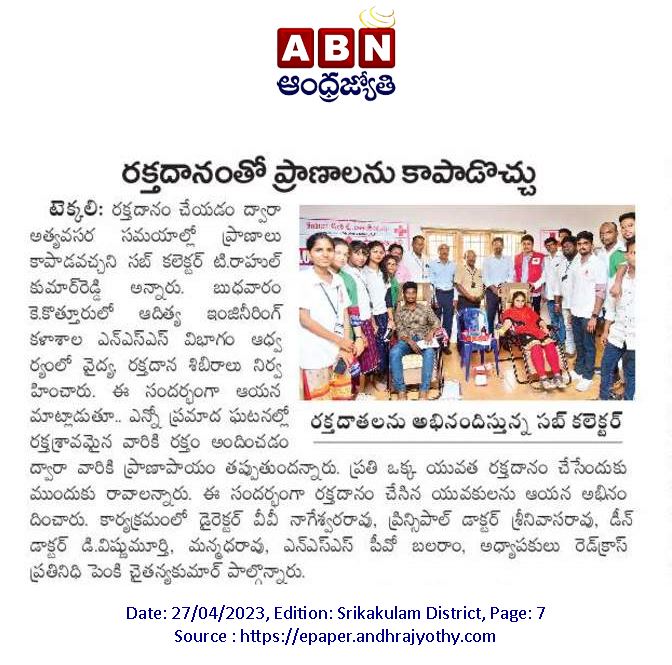 ABN
ఆంధ్రజ్యోతి
రక్తదానంతో ప్రాణాలను కాపాడొచ్చు
టెక్కలి: రక్తదానం చేయడం ద్వారా
అత్యవసర సమయాల్లో ప్రాణాలు
కాపాడవచ్చని సబ్ కలెక్టర్ టి.రాహుల్
కుమార్‌రెడ్డి అన్నారు. బుధవారం
కె.కొత్తూరులో ఆదిత్య ఇంజినీరింగ్
కళాశాల ఎన్ఎస్ఎస్ విభాగం ఆధ్వ
ర్యంలో వైద్య, రక్తదాన శిబిరాలు నిర్వ
హించారు. ఈ సందర్భంగా ఆయన
మాట్లాడుతూ.. ఎన్నో ప్రమాద ఘటనల్లో
రక్తశ్రావమైన వారికి రక్తం అందించడం
రక్తదాతలను అభినందిస్తున్న సబ్ కలెక్టర్
ద్వారా వారికి ప్రాణాపాయం తప్పుతుందన్నారు. ప్రతి ఒక్క యువత రక్తదానం చేసేందుకు
ముందుకు రావాలన్నారు. ఈ సందర్భంగా రక్తదానం చేసిన యువకులను ఆయన అభినం
దించారు. కార్యక్రమంలో డైరెక్టర్ వీవీ నాగేశ్వరరావు, ప్రిన్సిపాల్ డాక్టర్ శ్రీనివాసరావు, డీన్
డాక్టర్ డి.విష్ణుమూర్తి, మన్మధరావు, ఎన్ఎస్ఎస్ పీవో బలరాం, అధ్యాపకులు రెడ్‌క్రాస్
ప్రతినిధి పెంకి చైతన్యకుమార్ పాల్గొన్నారు.
Date: 27/04/2023, Edition: Srikakulam District, Page: 7
Source : https://epaper.andhrajyothy.com